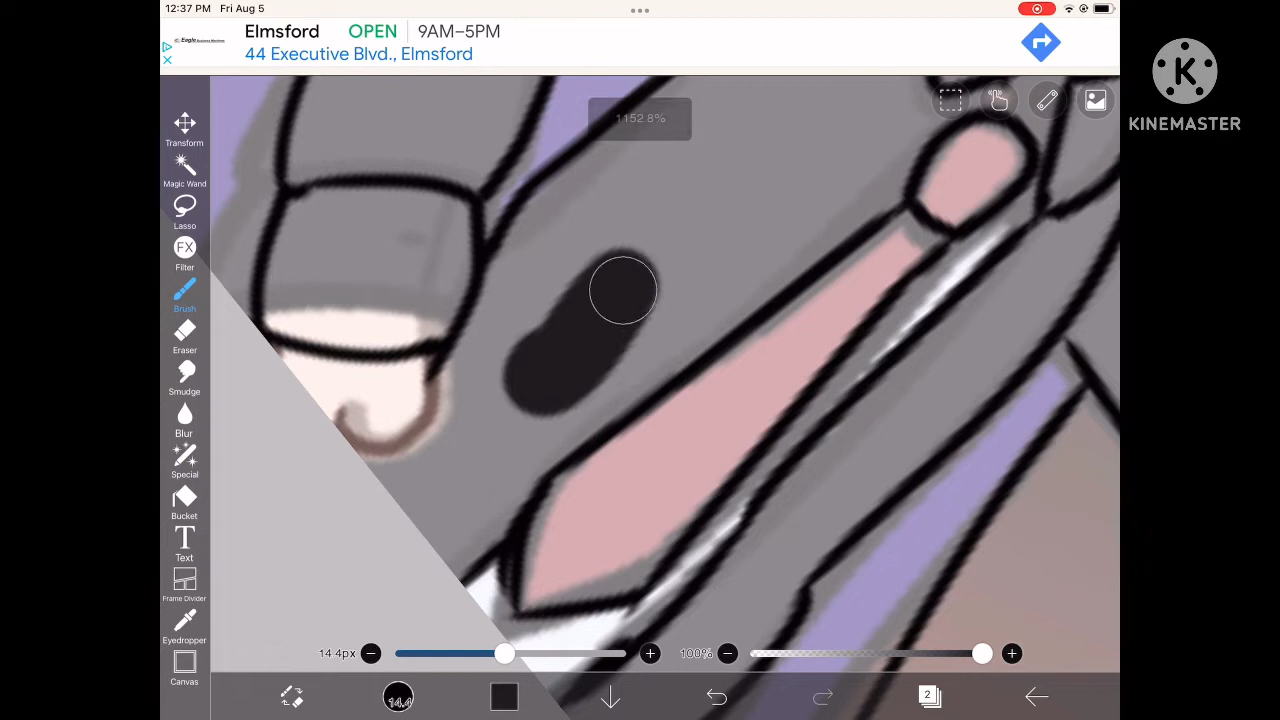 12:37 PM Fri Aug 5
Elmsford OPEN 9AM–5PM
44 Executive Blvd., Elmsford
KINEMASTER
1152.8%
Transform
Magic Wand
Lasso
FX
Filter
Brush
Eraser
Smudge
Blur
Special
Bucket
T
Text
Frame Divider
Eyedropper
Canvas
14.4px
100%
14.4
2